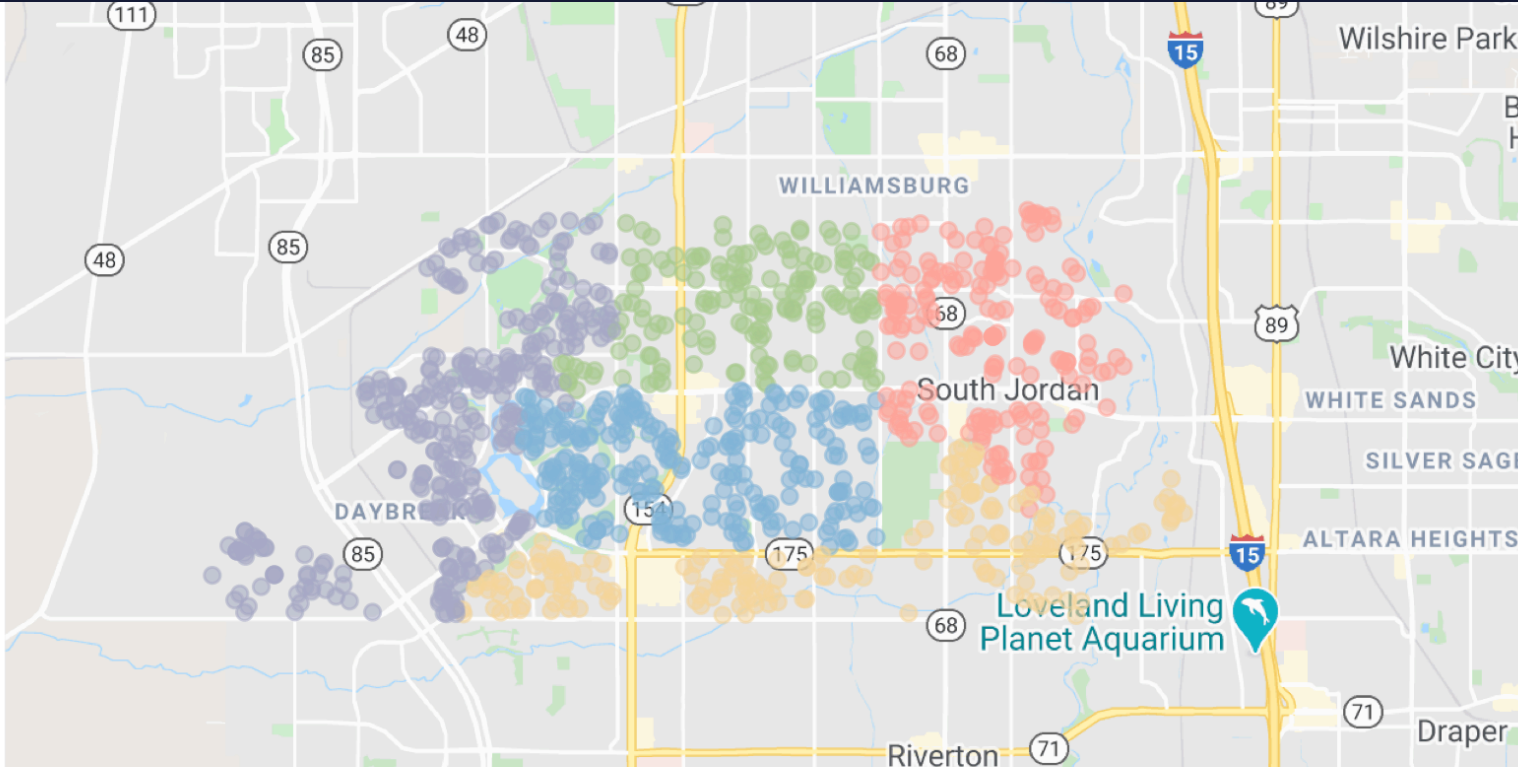 111
48
85
68
15
89
Wilshire Park
B
H
WILLIAMSBURG
48
85
68
89
White City
South Jordan
WHITE SANDS
SILVER SAGE
DAYBREAK
154
85
175
175
15
ALTARA HEIGHTS
Loveland Living
Planet Aquarium
68
71
Draper
Riverton
71